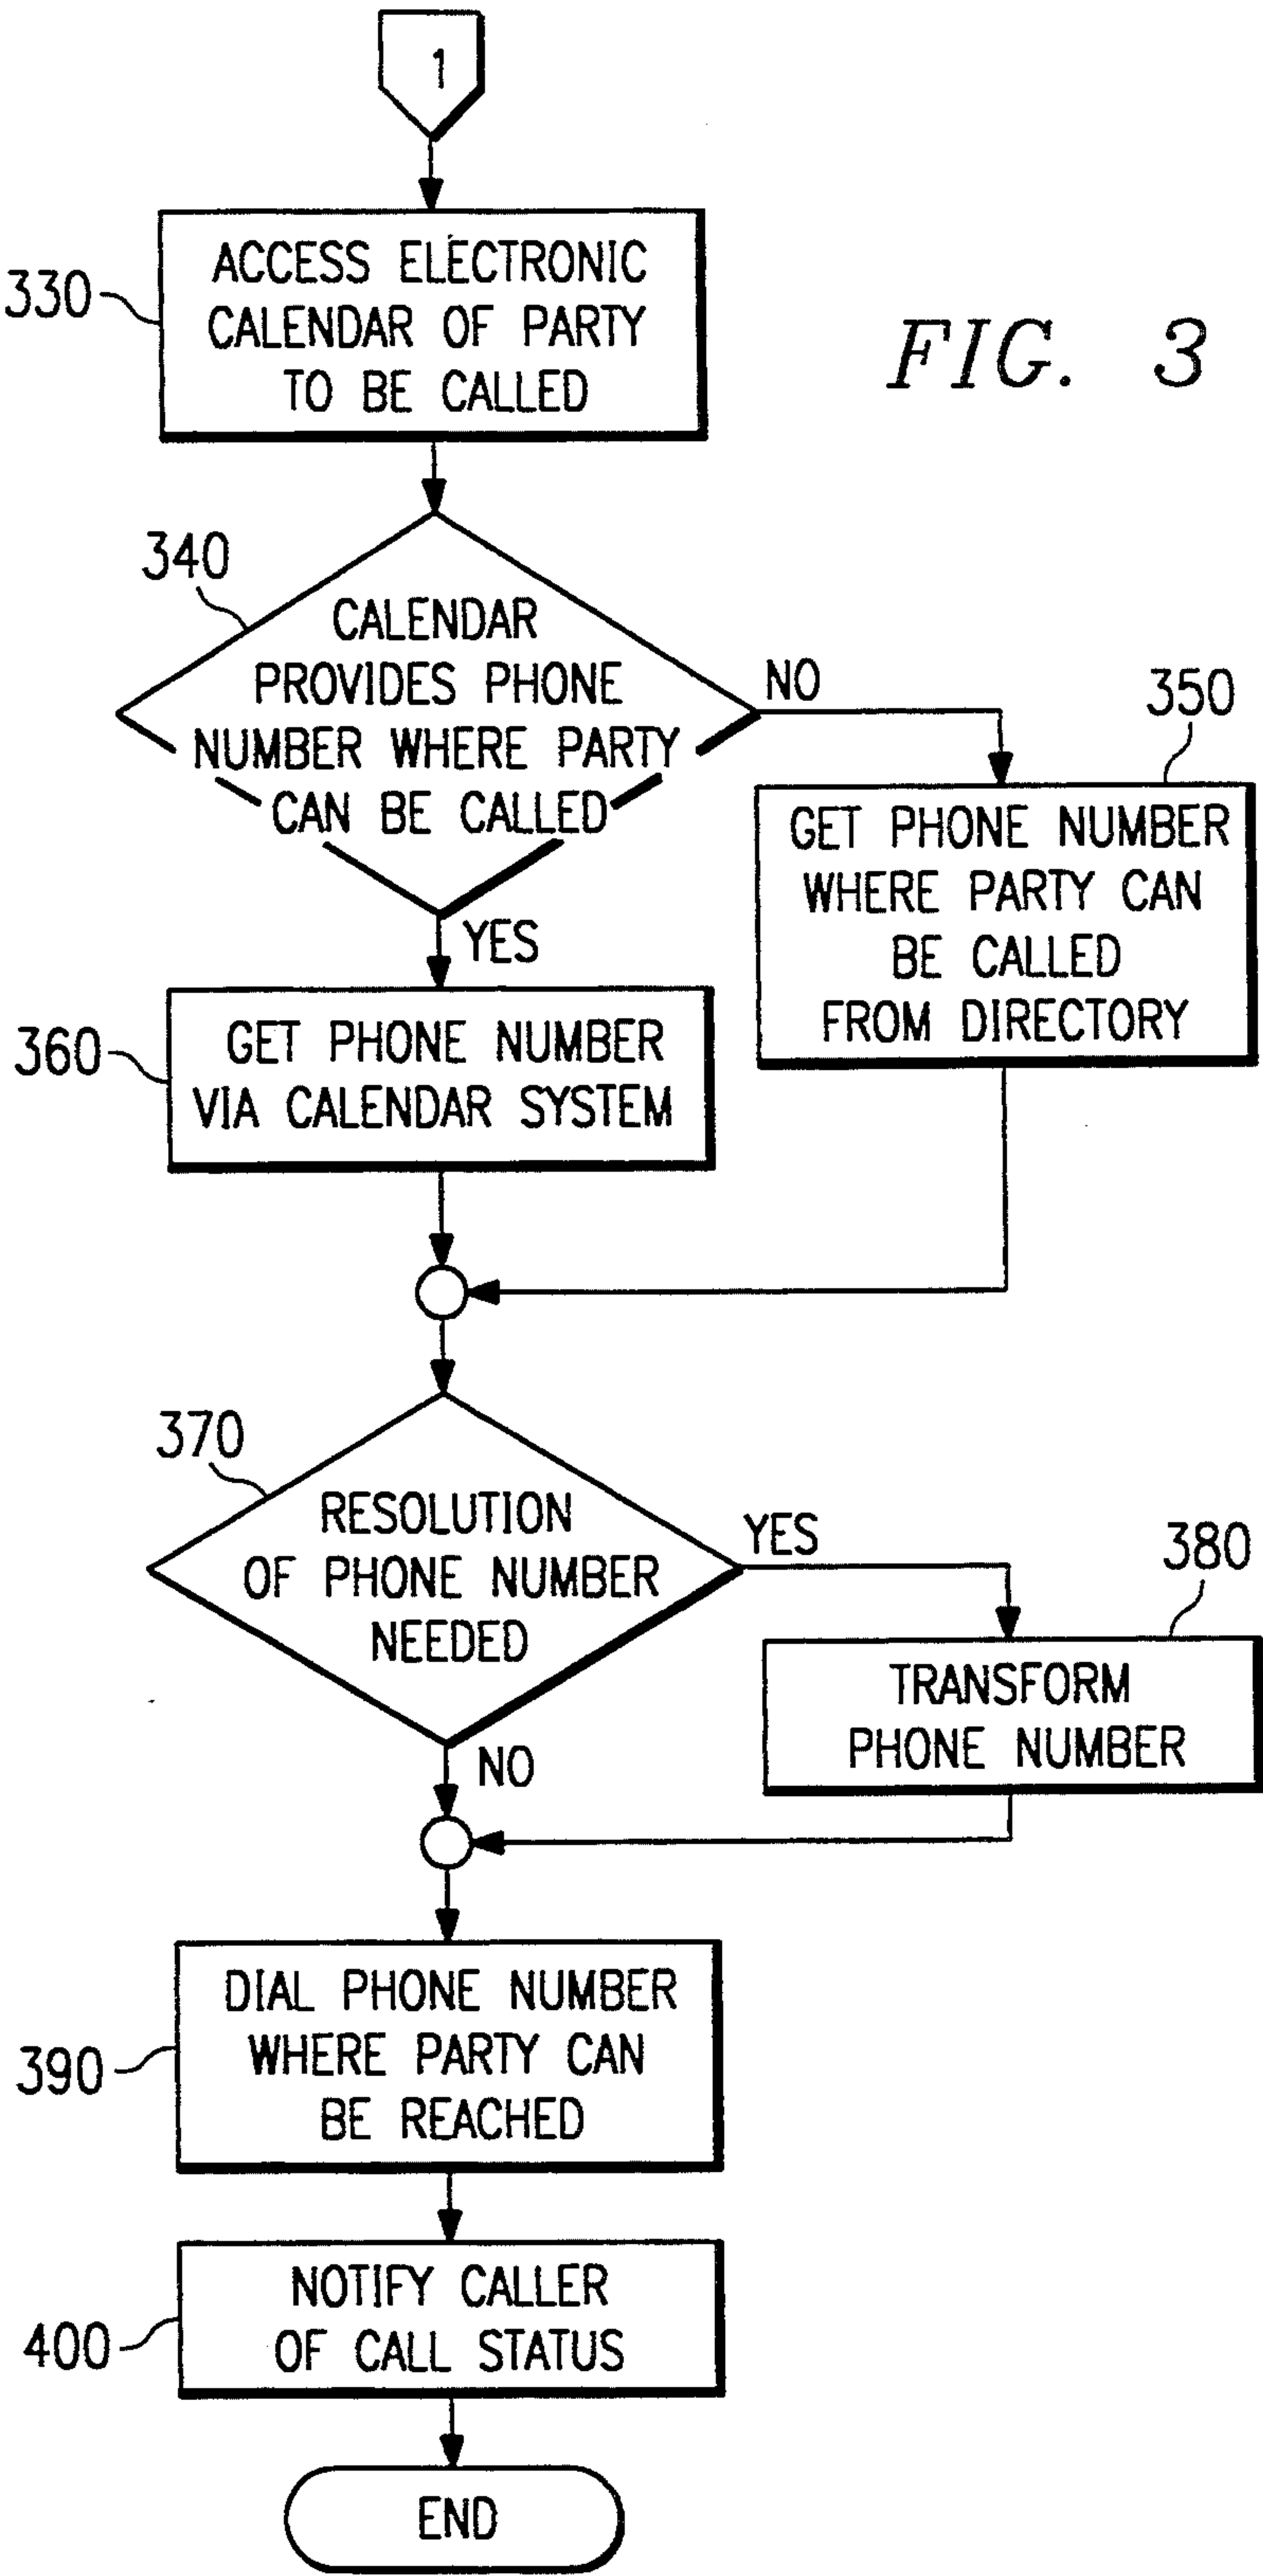 1
330
ACCESS ELECTRONIC
CALENDAR OF PARTY
TO BE CALLED
FIG. 3
340
CALENDAR
PROVIDES PHONE
NUMBER WHERE PARTY
CAN BE CALLED
NO
YES
350
GET PHONE NUMBER
WHERE PARTY CAN
BE CALLED
FROM DIRECTORY
360
GET PHONE NUMBER
VIA CALENDAR SYSTEM
370
RESOLUTION
OF PHONE NUMBER
NEEDED
YES
NO
380
TRANSFORM
PHONE NUMBER
390
DIAL PHONE NUMBER
WHERE PARTY CAN
BE REACHED
400
NOTIFY CALLER
OF CALL STATUS
END